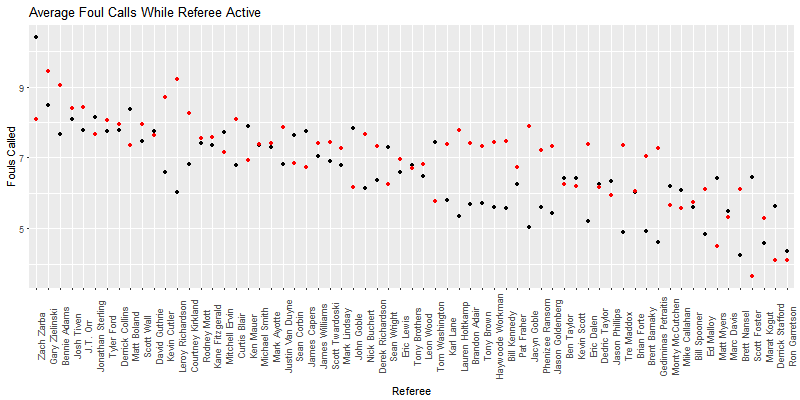 Average Foul Calls While Referee Active
Fouls Called
9
7
5
Zach Zarba
Gary Zielinski
Bennie Adams
Josh Tiven
J.T. Orr
Jonathan Sterling
Tyler Ford
Derrick Collins
Matt Boland
Scott Wall
David Guthrie
Kevin Cutler
Leroy Richardson
Courtney Kirkland
Rodney Mott
Kane Fitzgerald
Mitchell Ervin
Curtis Blair
Ken Mauer
Michael Smith
Mark Ayotte
Justin Van Duyne
Sean Corbin
James Capers
James Williams
Scott Twardoski
Mark Lindsay
John Goble
Nick Buchert
Derek Richardson
Sean Wright
Eric Lewis
Tony Brothers
Leon Wood
Tom Washington
Karl Lane
Lauren Holtkamp
Brandon Adair
Tony Brown
Haywoode Workman
Bill Kennedy
Pat Fraher
Jacyn Goble
Phenizee Ransom
Jason Goldenberg
Ben Taylor
Kevin Scott
Eric Dalen
Dedric Taylor
Jason Phillips
Tre Maddox
Brian Forte
Brent Barnaky
Gediminas Petraitis
Monty McCutchen
Mike Callahan
Bill Spooner
Ed Malloy
Matt Myers
Marc Davis
Brett Nansel
Scott Foster
Marat Kogut
Derrick Stafford
Ron Garretson
Referee